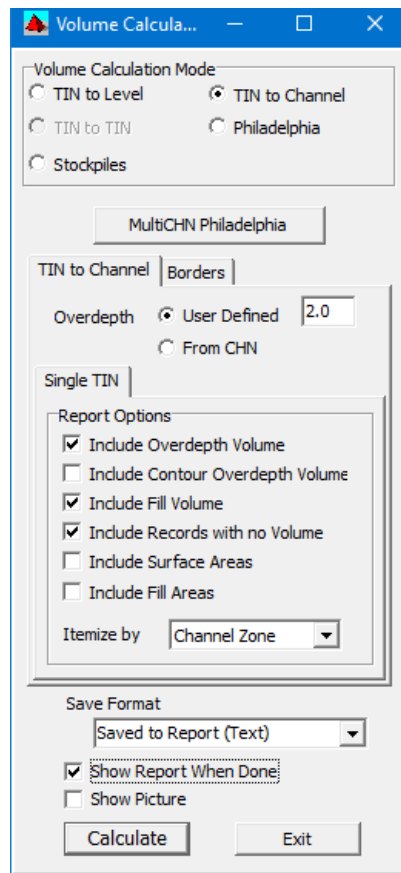 Volume Calcula...
Volume Calculation Mode
TIN to Level TIN to Channel
TIN to TIN Philadelphia
Stockpiles
MultiCHN Philadelphia
TIN to Channel Borders
Overdepth User Defined 2.0
From CHN
Single TIN
Report Options
Include Overdepth Volume
Include Contour Overdepth Volume
Include Fill Volume
Include Records with no Volume
Include Surface Areas
Include Fill Areas
Itemize by Channel Zone
Save Format
Saved to Report (Text)
Show Report When Done
Show Picture
Calculate Exit